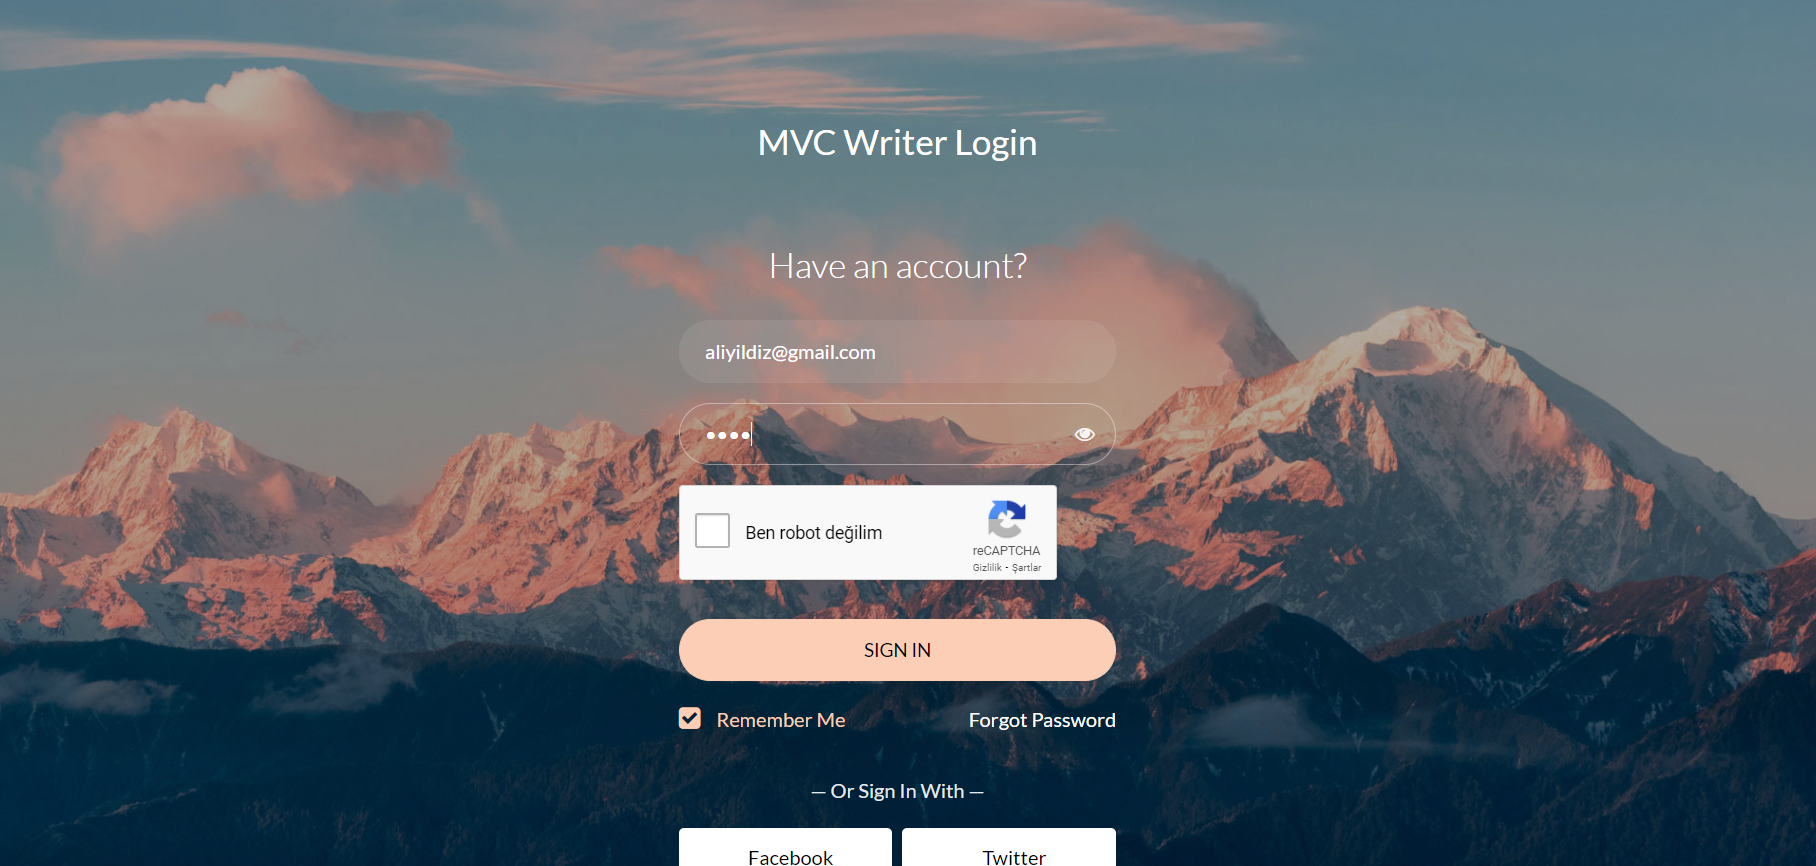 MVC Writer Login
Have an account?
aliyildiz@gmail.com
••••
Ben robot değilim
reCAPTCHA
Gizlilik - Şartlar
SIGN IN
Remember Me
Forgot Password
— Or Sign In With —
Facebook
Twitter